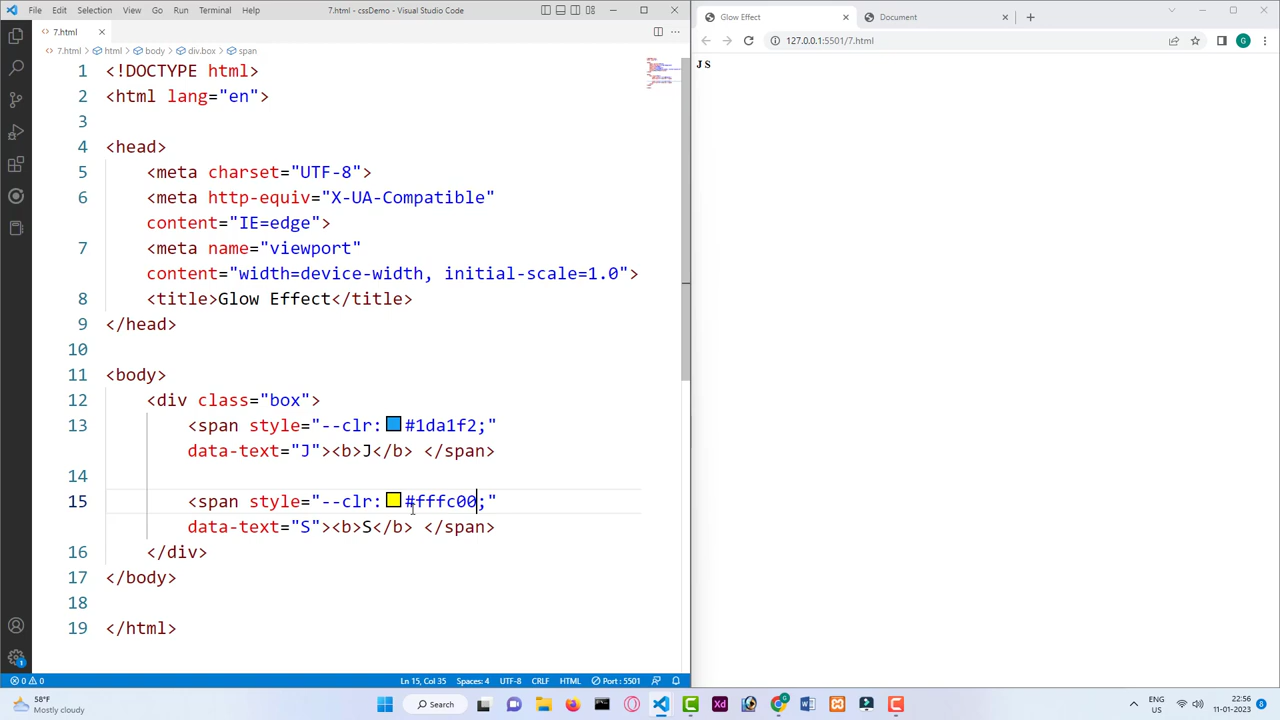 File Edit Selection View Go Run Terminal Help 7.html - cssDemo - Visual Studio Code
Glow Effect
Document
7.html
127.0.0.1:5501/7.html
G
7.html > html > body > div.box > span
J S
1 <!DOCTYPE html>
2 <html lang="en">
3
4 <head>
5 <meta charset="UTF-8">
6 <meta http-equiv="X-UA-Compatible"
content="IE=edge">
7 <meta name="viewport"
content="width=device-width, initial-scale=1.0">
8 <title>Glow Effect</title>
9 </head>
10
11 <body>
12 <div class="box">
13 <span style="--clr:#1da1f2;"
data-text="J"><b>J</b> </span>
14
15 <span style="--clr:#fffc00;"
data-text="S"><b>S</b> </span>
16 </div>
17 </body>
18
19 </html>
1
0 0 Ln 15, Col 35 Spaces: 4 UTF-8 CRLF HTML Port : 5501
58°F
Mostly cloudy
Search
Xd
ENG
US
22:56
11-01-2023